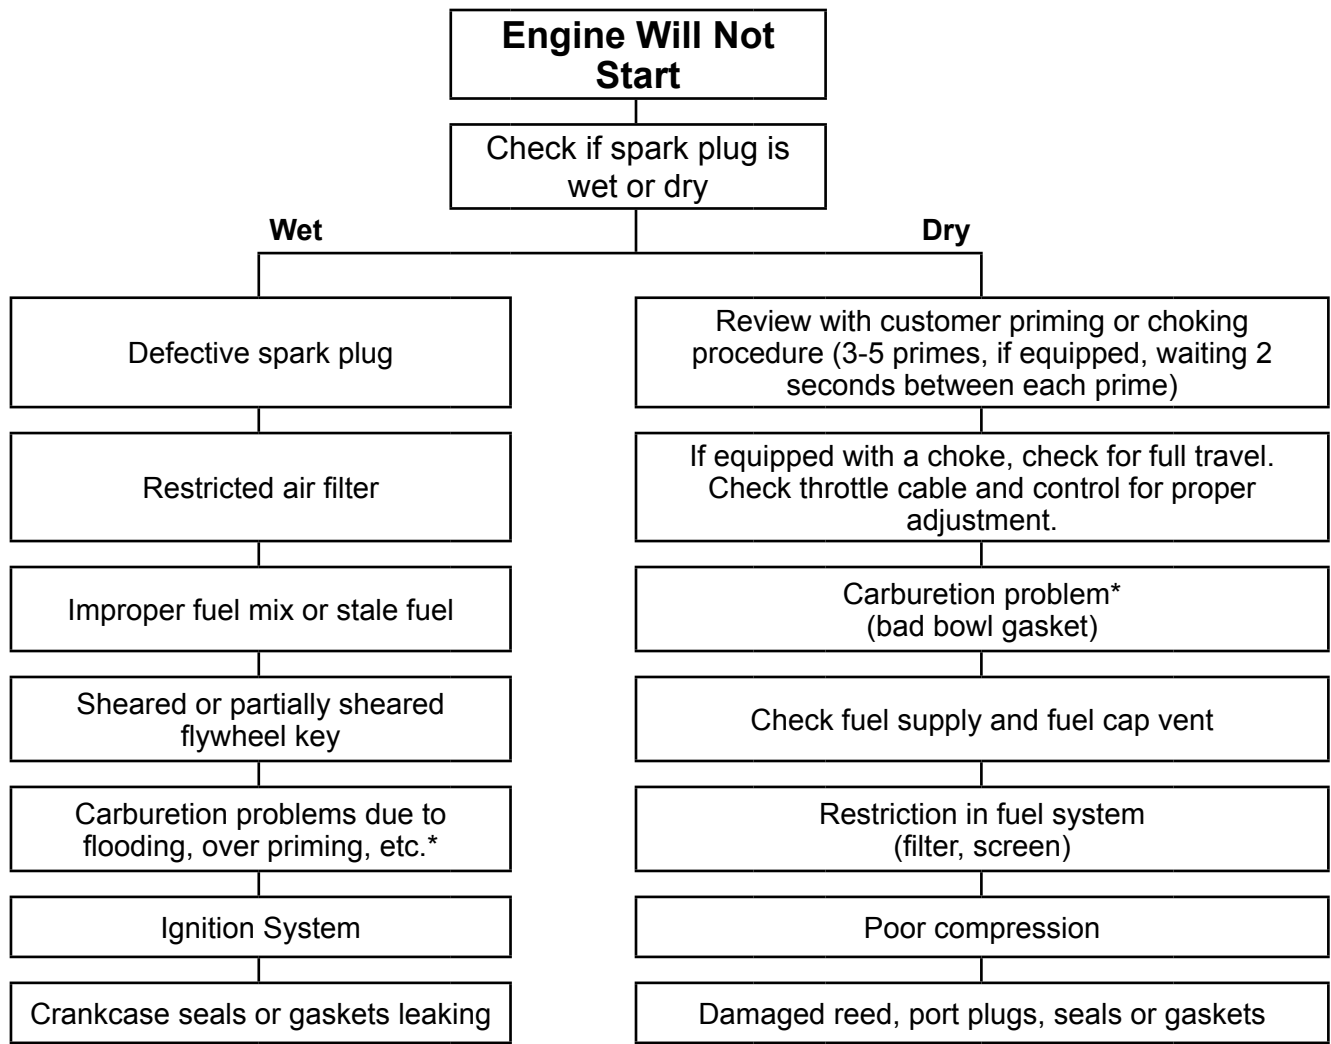 Engine Will Not
Start
Check if spark plug is
wet or dry
Wet
Dry
Defective spark plug
Restricted air filter
Improper fuel mix or stale fuel
Sheared or partially sheared
flywheel key
Carburetion problems due to
flooding, over priming, etc.*
Ignition System
Crankcase seals or gaskets leaking
Review with customer priming or choking
procedure (3-5 primes, if equipped, waiting 2
seconds between each prime)
If equipped with a choke, check for full travel.
Check throttle cable and control for proper
adjustment.
Carburetion problem*
(bad bowl gasket)
Check fuel supply and fuel cap vent
Restriction in fuel system
(filter, screen)
Poor compression
Damaged reed, port plugs, seals or gaskets